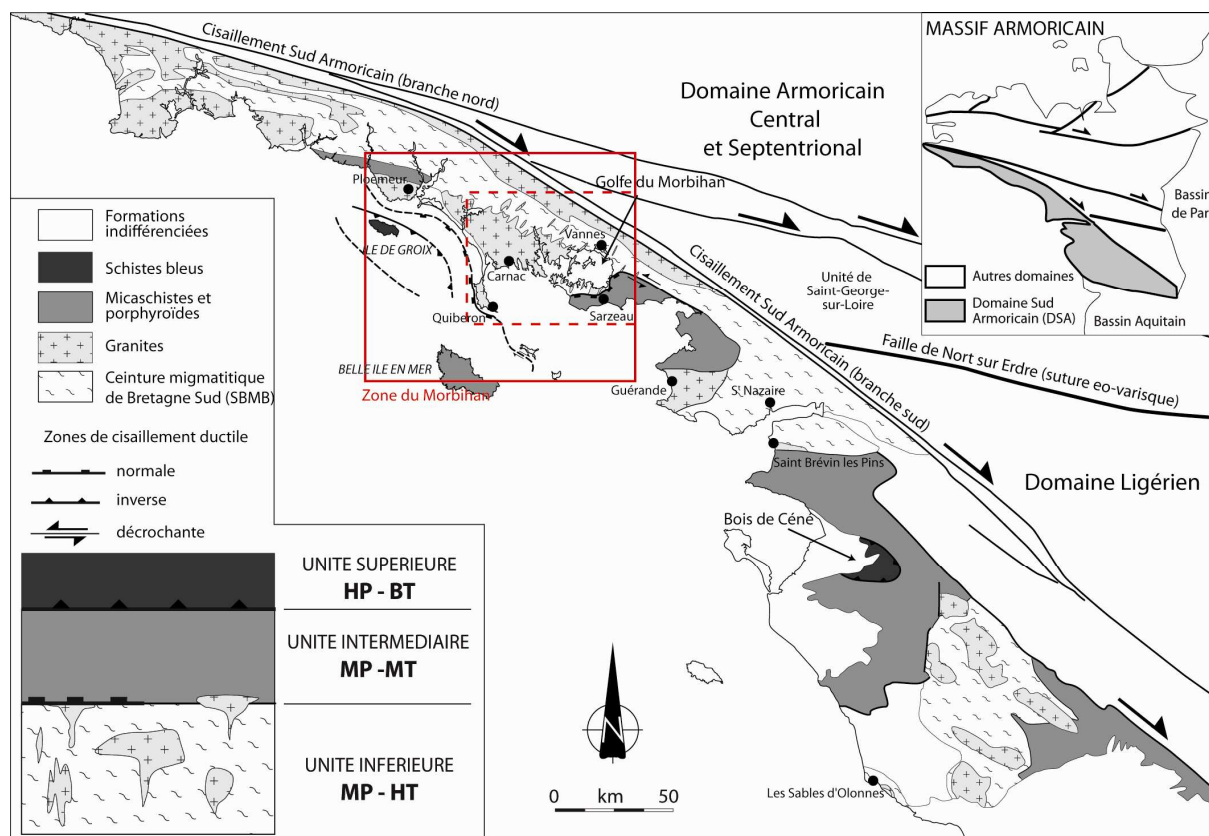 Cisaillement Sud Armoricain (branche nord)
Domaine Armoricain
Central
et Septentrional
MASSIF ARMORICAIN
Bassin
de Par
Autres domaines
Domaine Sud
Armoricain (DSA)
Bassin Aquitain
Golfe du Morbihan
Ploemeur
ILE DE GROIX
Vannes
Carnac
Quiberon
Sarzeau
BELLE ILE EN MER
Zone du Morbihan
Cisaillement Sud Armoricain (branche sud)
Unité de
Saint-George-
sur-Loire
Faille de Nort sur Erdre (suture eo-varisque)
Guérande
St Nazaire
Saint Brévin les Pins
Domaine Ligérien
Bois de Céné
Les Sables d'Olonnes
Formations
indifférenciées
Schistes bleus
Micaschistes et
porphyroïdes
Granites
Ceinture migmatitique
de Bretagne Sud (SBMB)
Zones de cisaillement ductile
normale
inverse
décrochante
UNITE SUPERIEURE
HP - BT
UNITE INTERMEDIAIRE
MP -MT
UNITE INFERIEURE
MP - HT
N
0 km 50